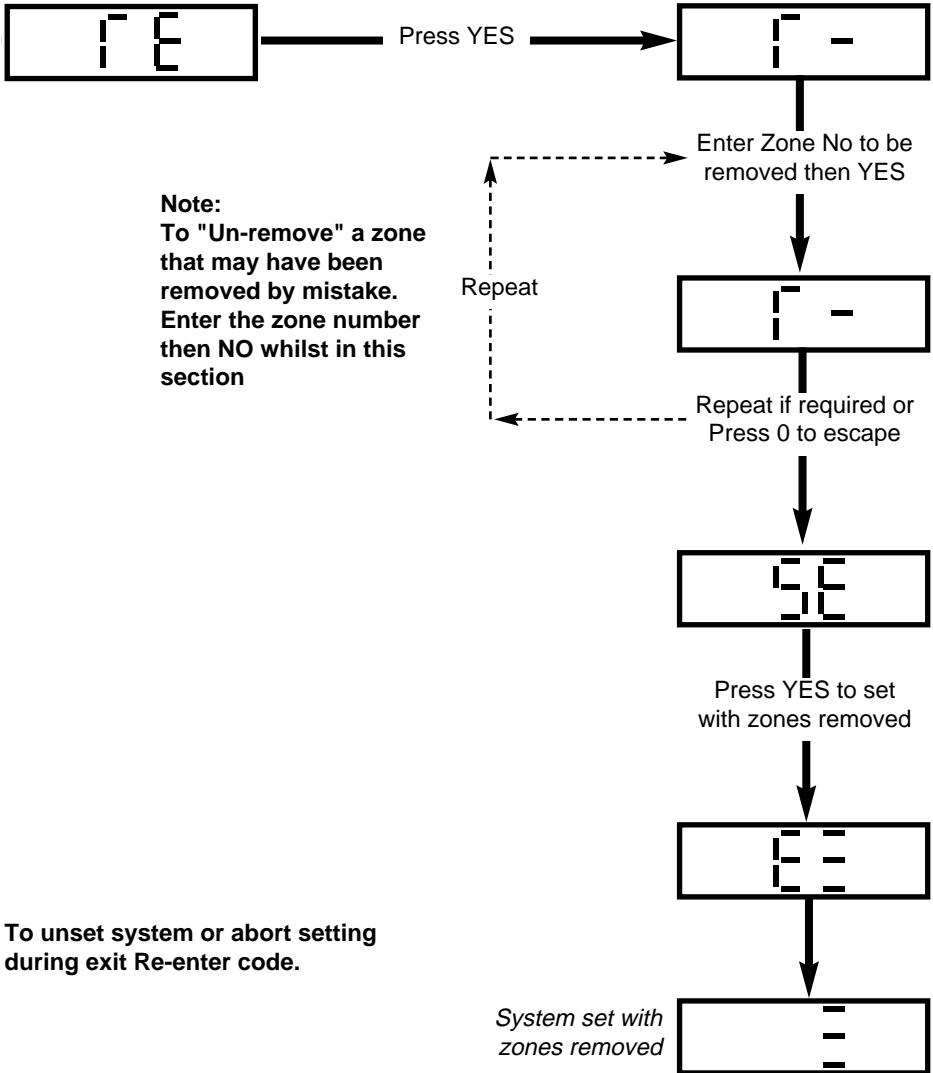 ΓE
Press YES
Γ -
Enter Zone No to be
removed then YES
Note:
To "Un-remove" a zone
that may have been
removed by mistake.
Enter the zone number
then NO whilst in this
section
Repeat
Γ -
Repeat if required or
Press 0 to escape
SE
Press YES to set
with zones removed
E Ξ
To unset system or abort setting
during exit Re-enter code.
System set with
zones removed
Ξ